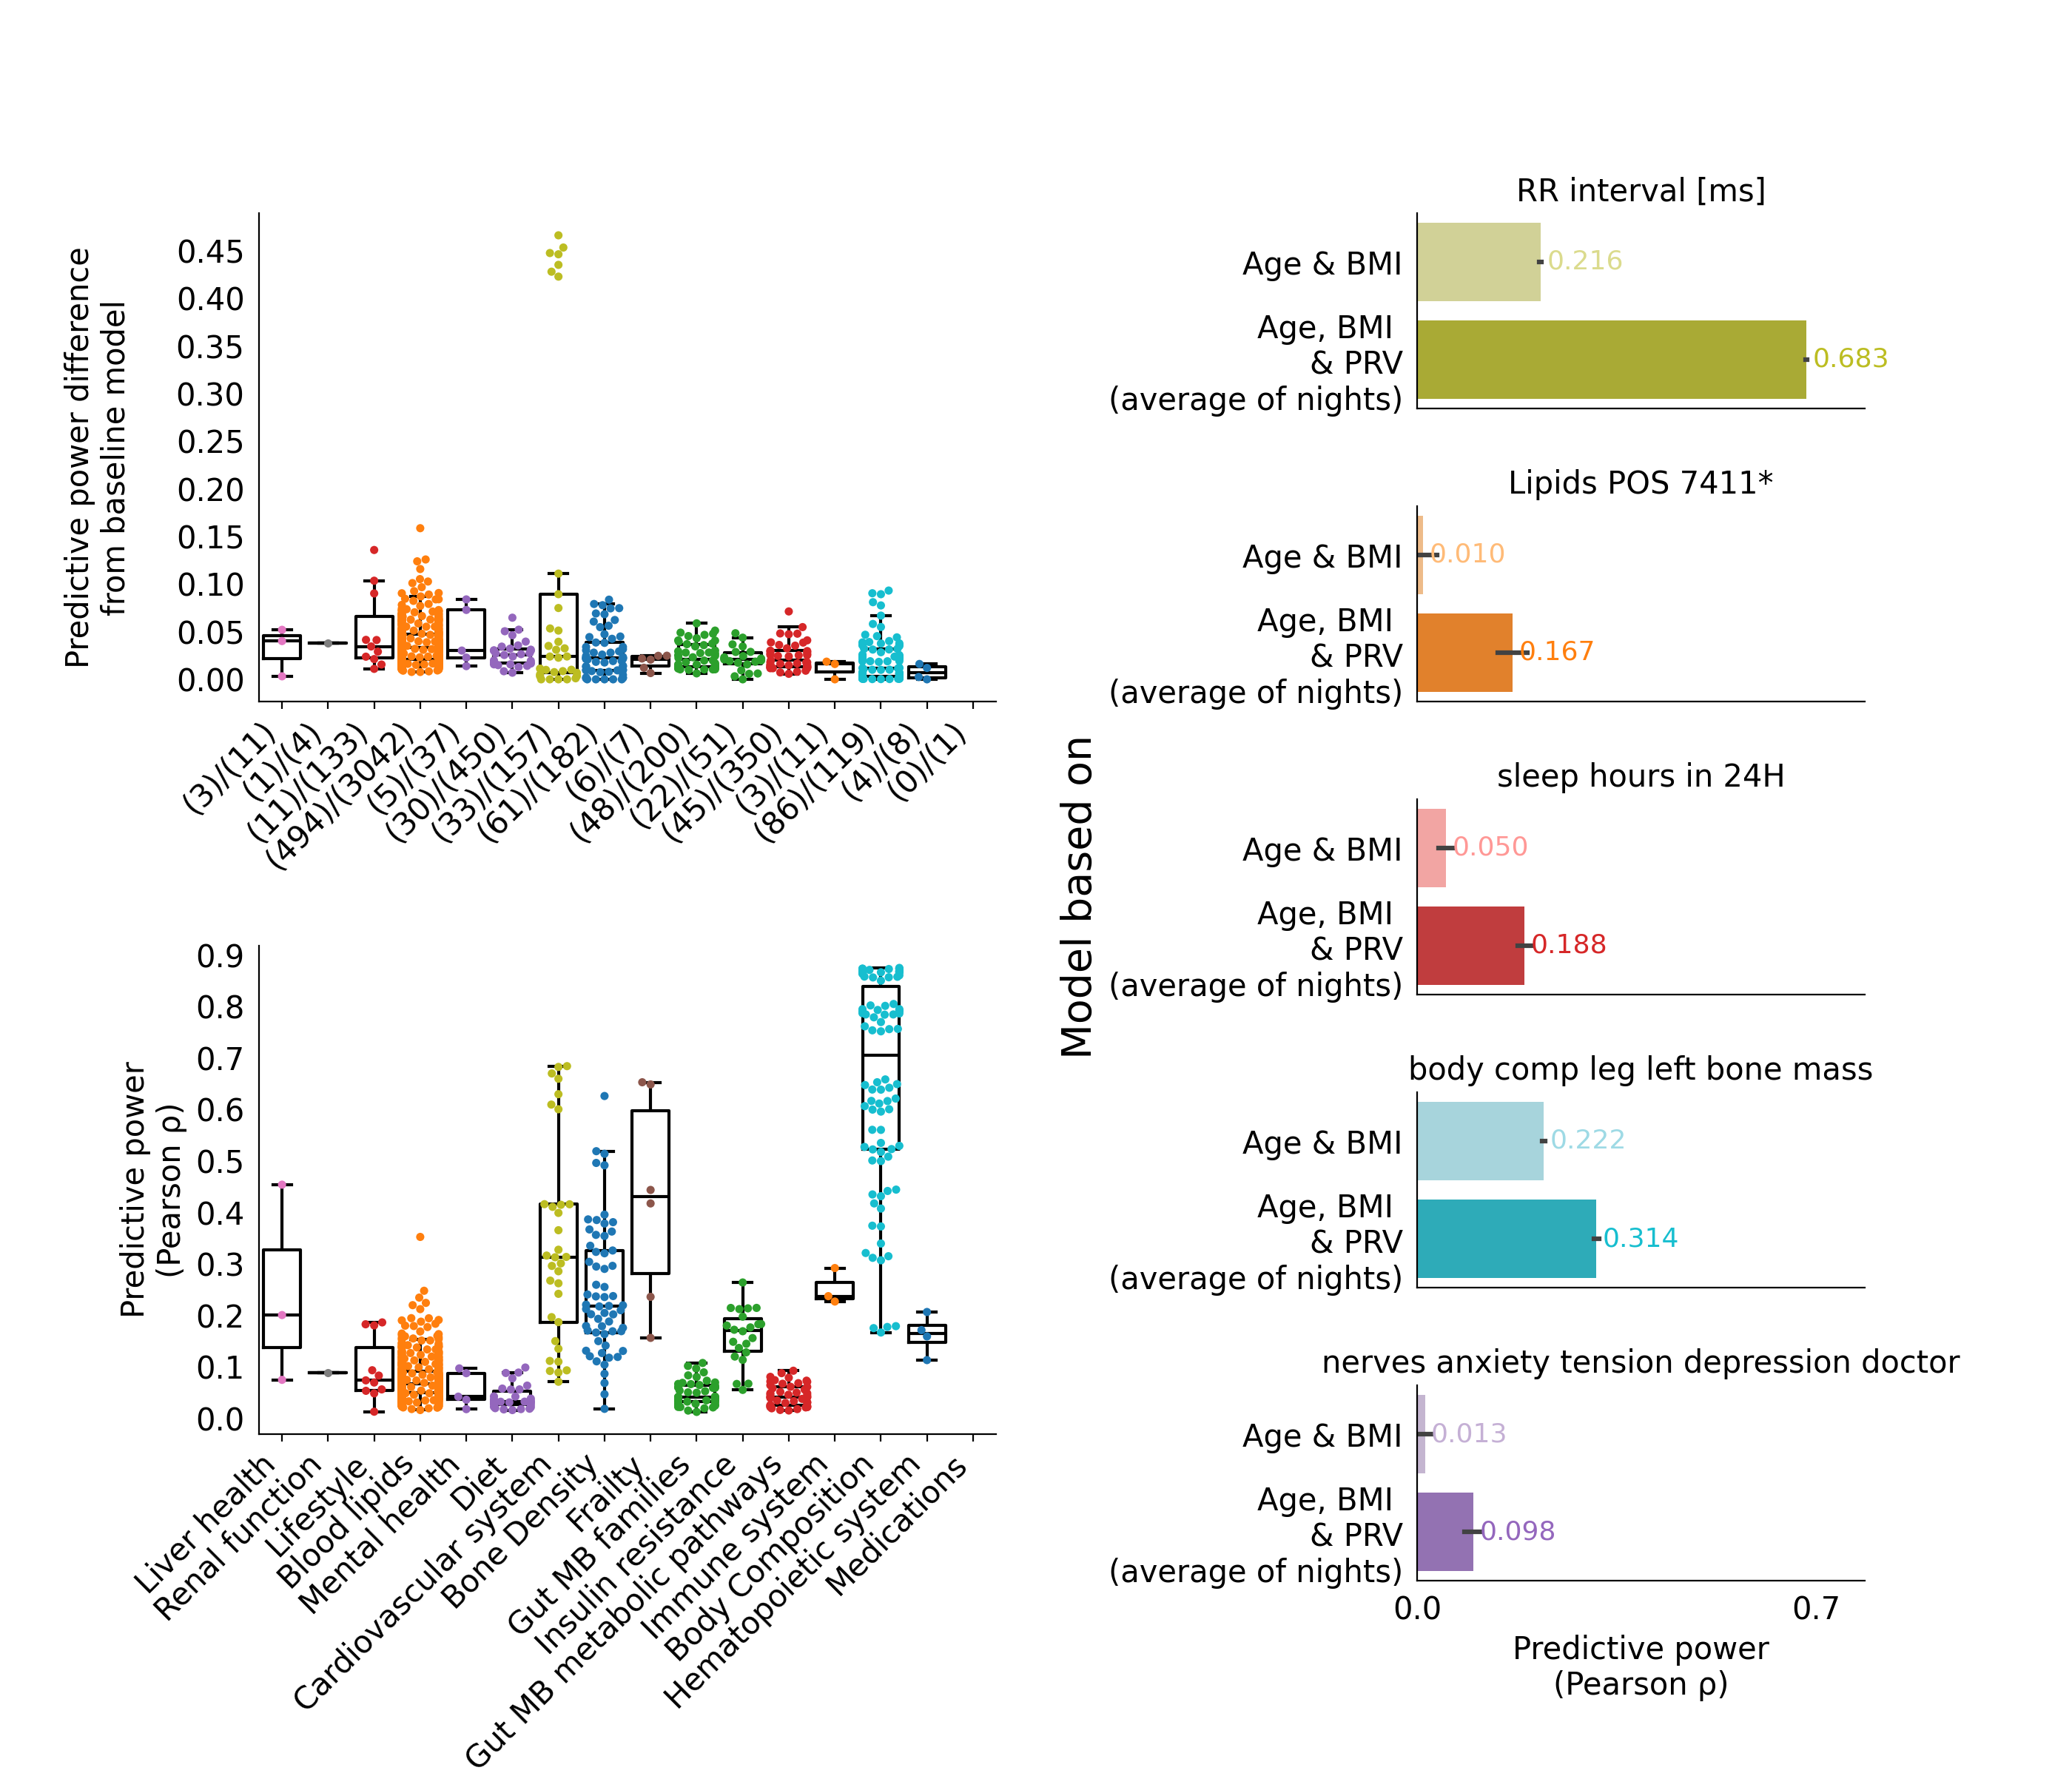 Predictive power difference
from baseline model
0.45
0.40
0.35
0.30
0.25
0.20
0.15
0.10
0.05
0.00
(3)/(11)
(1)/(4)
(11)/(133)
(494)/(3042)
(5)/(37)
(30)/(450)
(33)/(157)
(61)/(182)
(6)/(7)
(48)/(200)
(22)/(51)
(45)/(350)
(3)/(11)
(86)/(119)
(4)/(8)
(0)/(1)
Predictive power
(Pearson ρ)
0.9
0.8
0.7
0.6
0.5
0.4
0.3
0.2
0.1
0.0
Liver health
Renal function
Lifestyle
Blood lipids
Mental health
Diet
Cardiovascular system
Bone Density
Frailty
Gut MB families
Insulin resistance
Gut MB metabolic pathways
Immune system
Body Composition
Hematopoietic system
Medications
Model based on
RR interval [ms]
Age & BMI
0.216
Age, BMI
& PRV
(average of nights)
0.683
Lipids POS 7411*
Age & BMI
0.010
Age, BMI
& PRV
(average of nights)
0.167
sleep hours in 24H
Age & BMI
0.050
Age, BMI
& PRV
(average of nights)
0.188
body comp leg left bone mass
Age & BMI
0.222
Age, BMI
& PRV
(average of nights)
0.314
nerves anxiety tension depression doctor
Age & BMI
0.013
Age, BMI
& PRV
(average of nights)
0.098
0.0
0.7
Predictive power
(Pearson ρ)